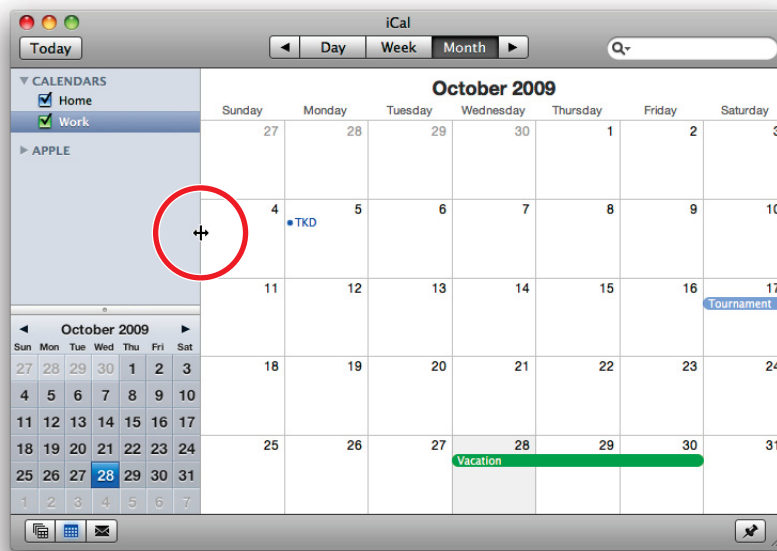 iCal
Today
Day Week Month
CALENDARS
Home
Work
APPLE
October 2009
Sunday Monday Tuesday Wednesday Thursday Friday Saturday
27 28 29 30 1 2 3
4 5 6 7 8 9 10
TKD
11 12 13 14 15 16 17
Tournament
18 19 20 21 22 23 24
25 26 27 28 29 30 31
Vacation
October 2009
Sun Mon Tue Wed Thu Fri Sat
27 28 29 30 1 2 3
4 5 6 7 8 9 10
11 12 13 14 15 16 17
18 19 20 21 22 23 24
25 26 27 28 29 30 31
1 2 3 4 5 6 7